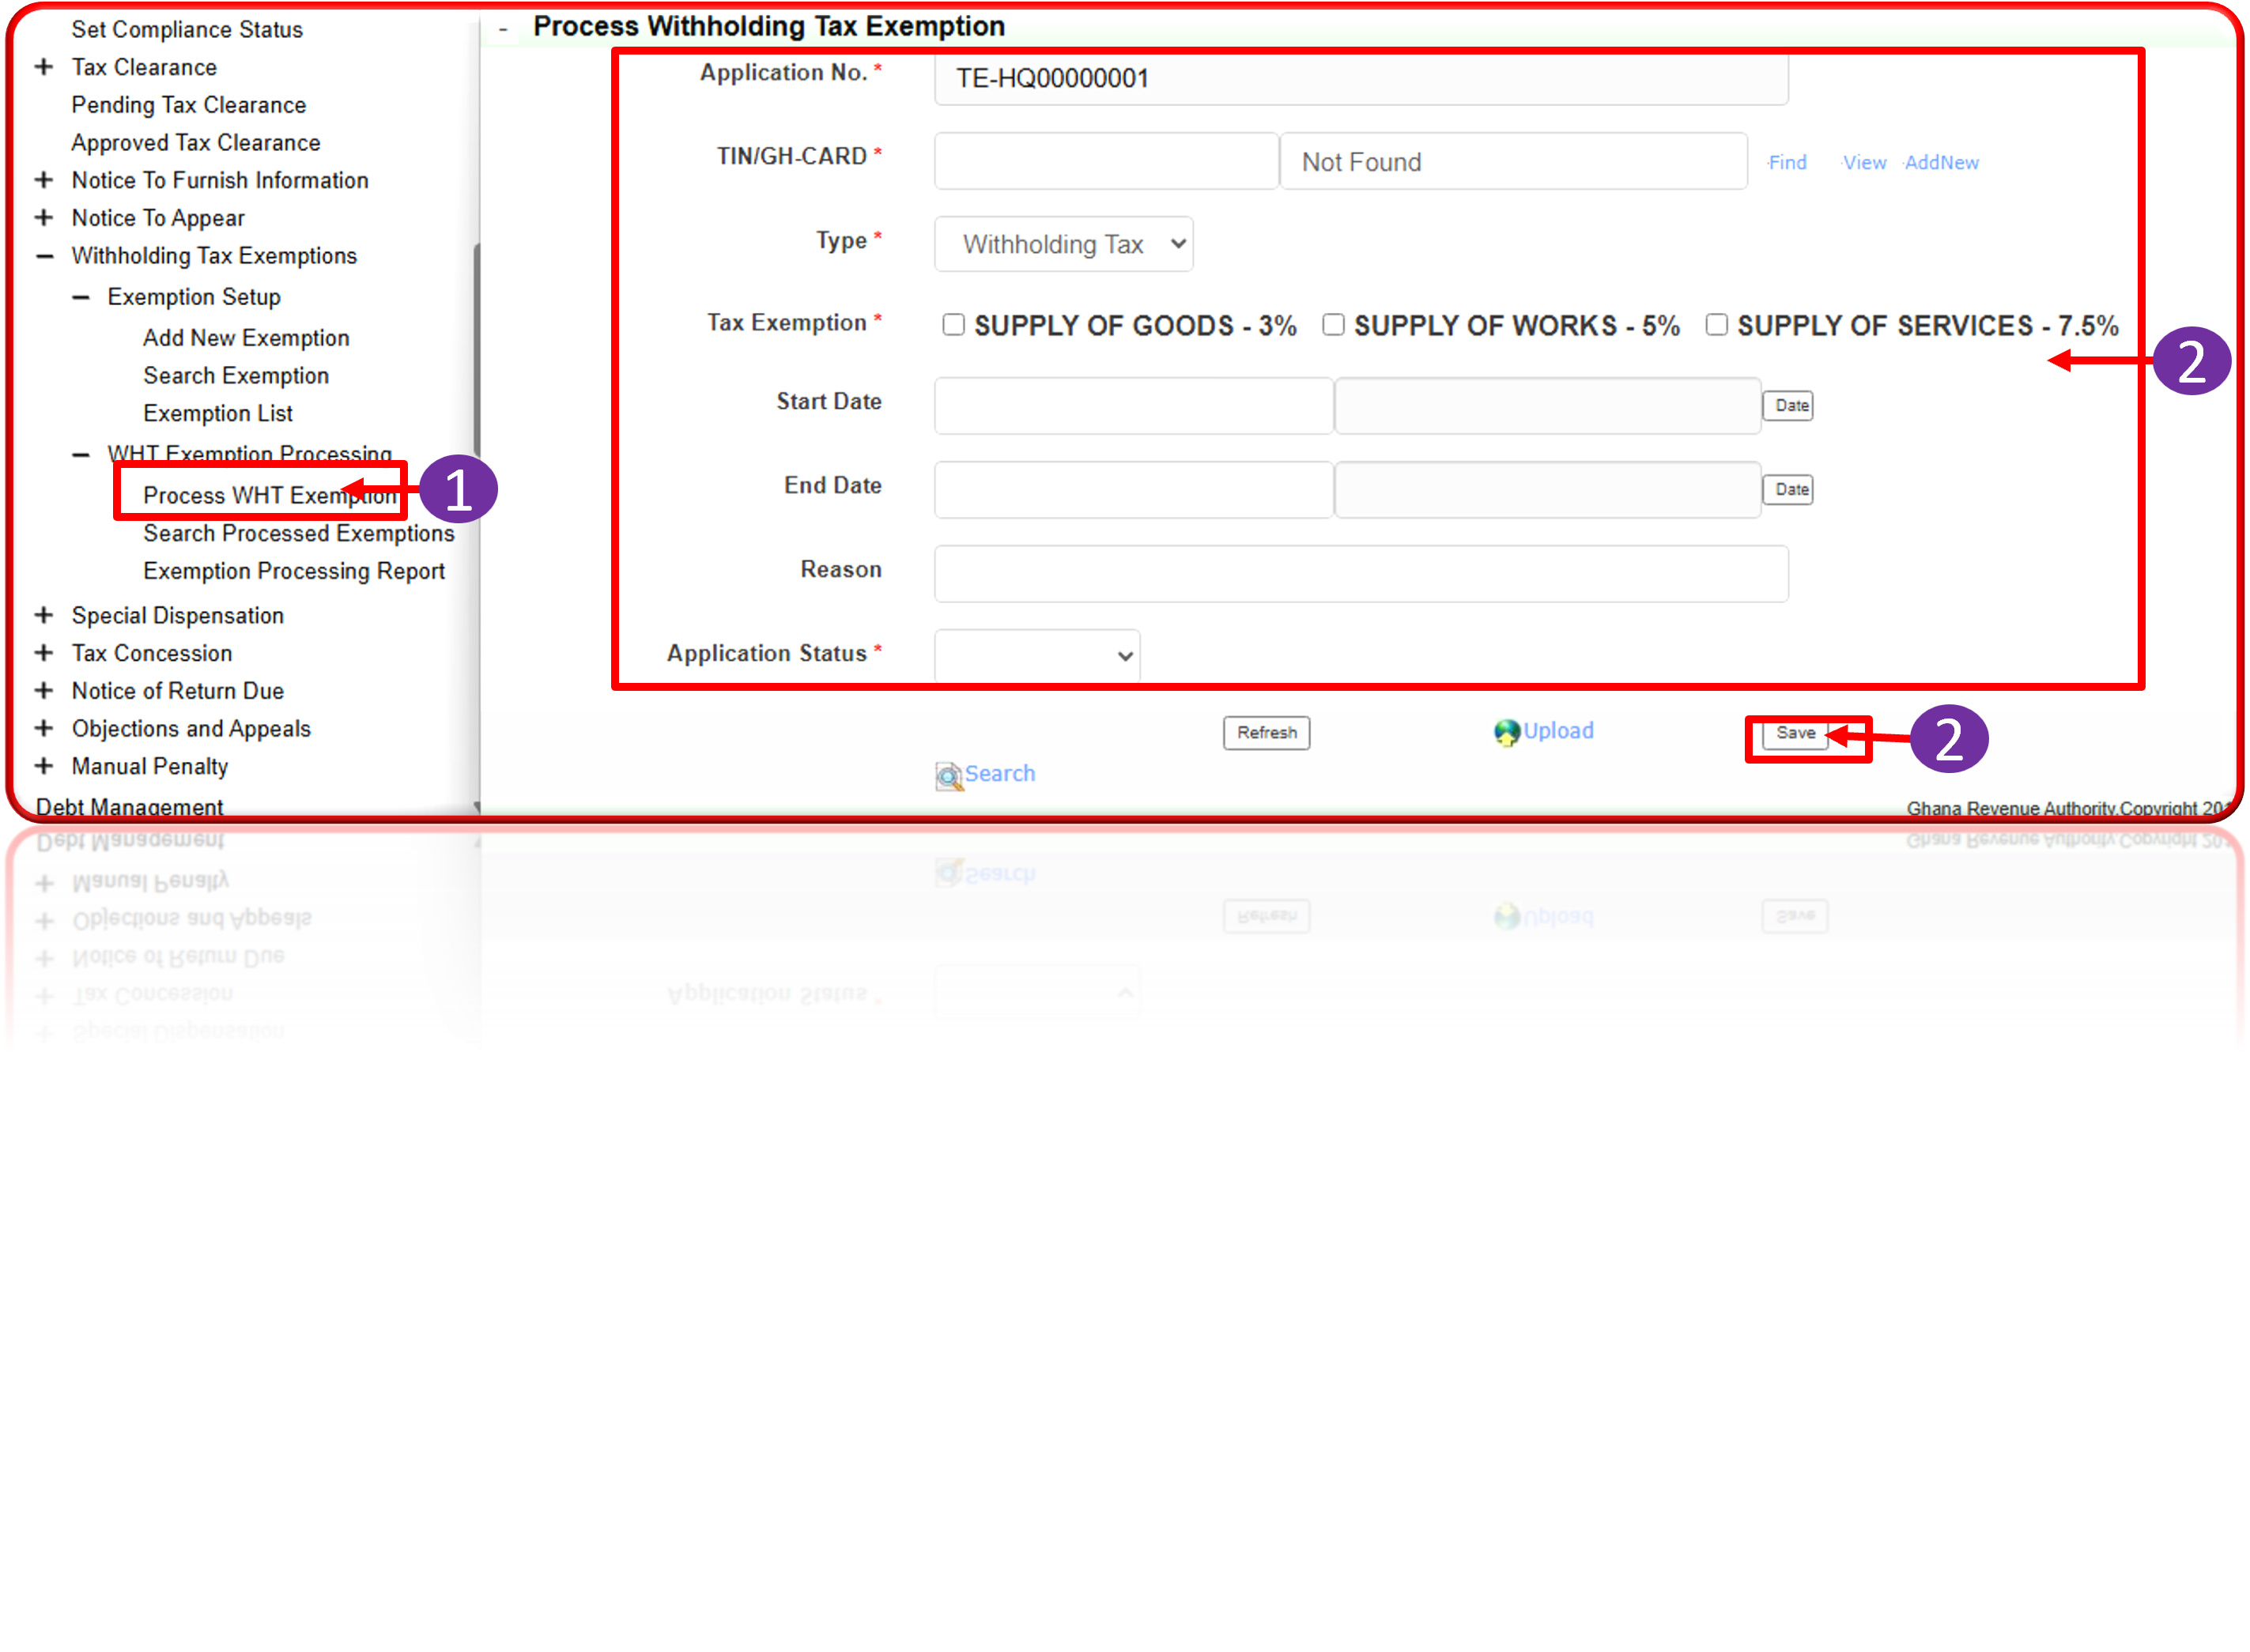 Set Compliance Status
Tax Clearance
Pending Tax Clearance
Approved Tax Clearance
Notice To Furnish Information
Notice To Appear
Withholding Tax Exemptions
Exemption Setup
Add New Exemption
Search Exemption
Exemption List
WHT Exemption Processing
Process WHT Exemption
1
Search Processed Exemptions
Exemption Processing Report
Special Dispensation
Tax Concession
Notice of Return Due
Objections and Appeals
Manual Penalty
Debt Management
- Process Withholding Tax Exemption
Application No. * TE-HQ00000001
TIN/GH-CARD * Not Found Find View AddNew
Type * Withholding Tax
Tax Exemption * SUPPLY OF GOODS - 3% SUPPLY OF WORKS - 5% SUPPLY OF SERVICES - 7.5%
2
Start Date Date
End Date Date
Reason
Application Status *
Refresh Upload Save 2
Search
Ghana Revenue Authority.Copyright 201